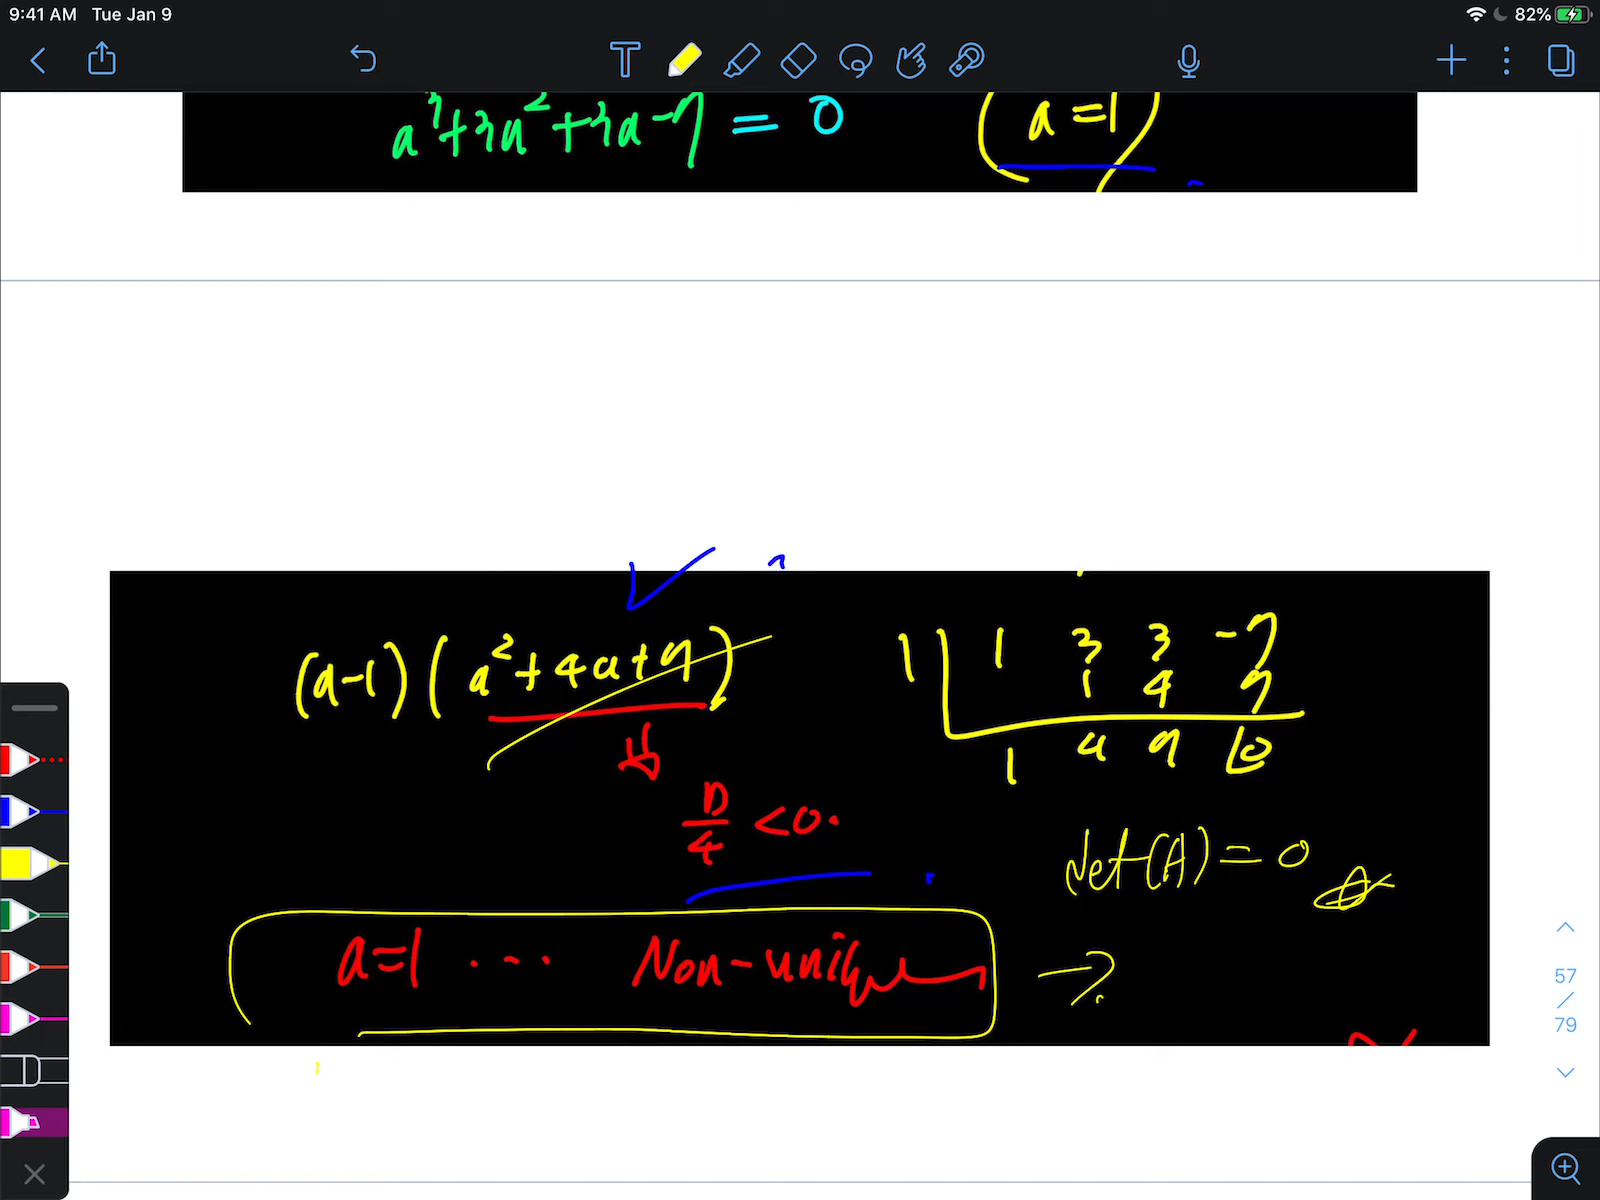 9:41 AM Tue Jan 9
82%
a³+3a²+3a-7 = 0 (a=1)
(a-1)(a²+4a+7)
1 1 3 3 -7
1 4 7
1 4 7 0
D/4 <0.
det(A) = 0
a=1 ... Non-unique
57
/
79